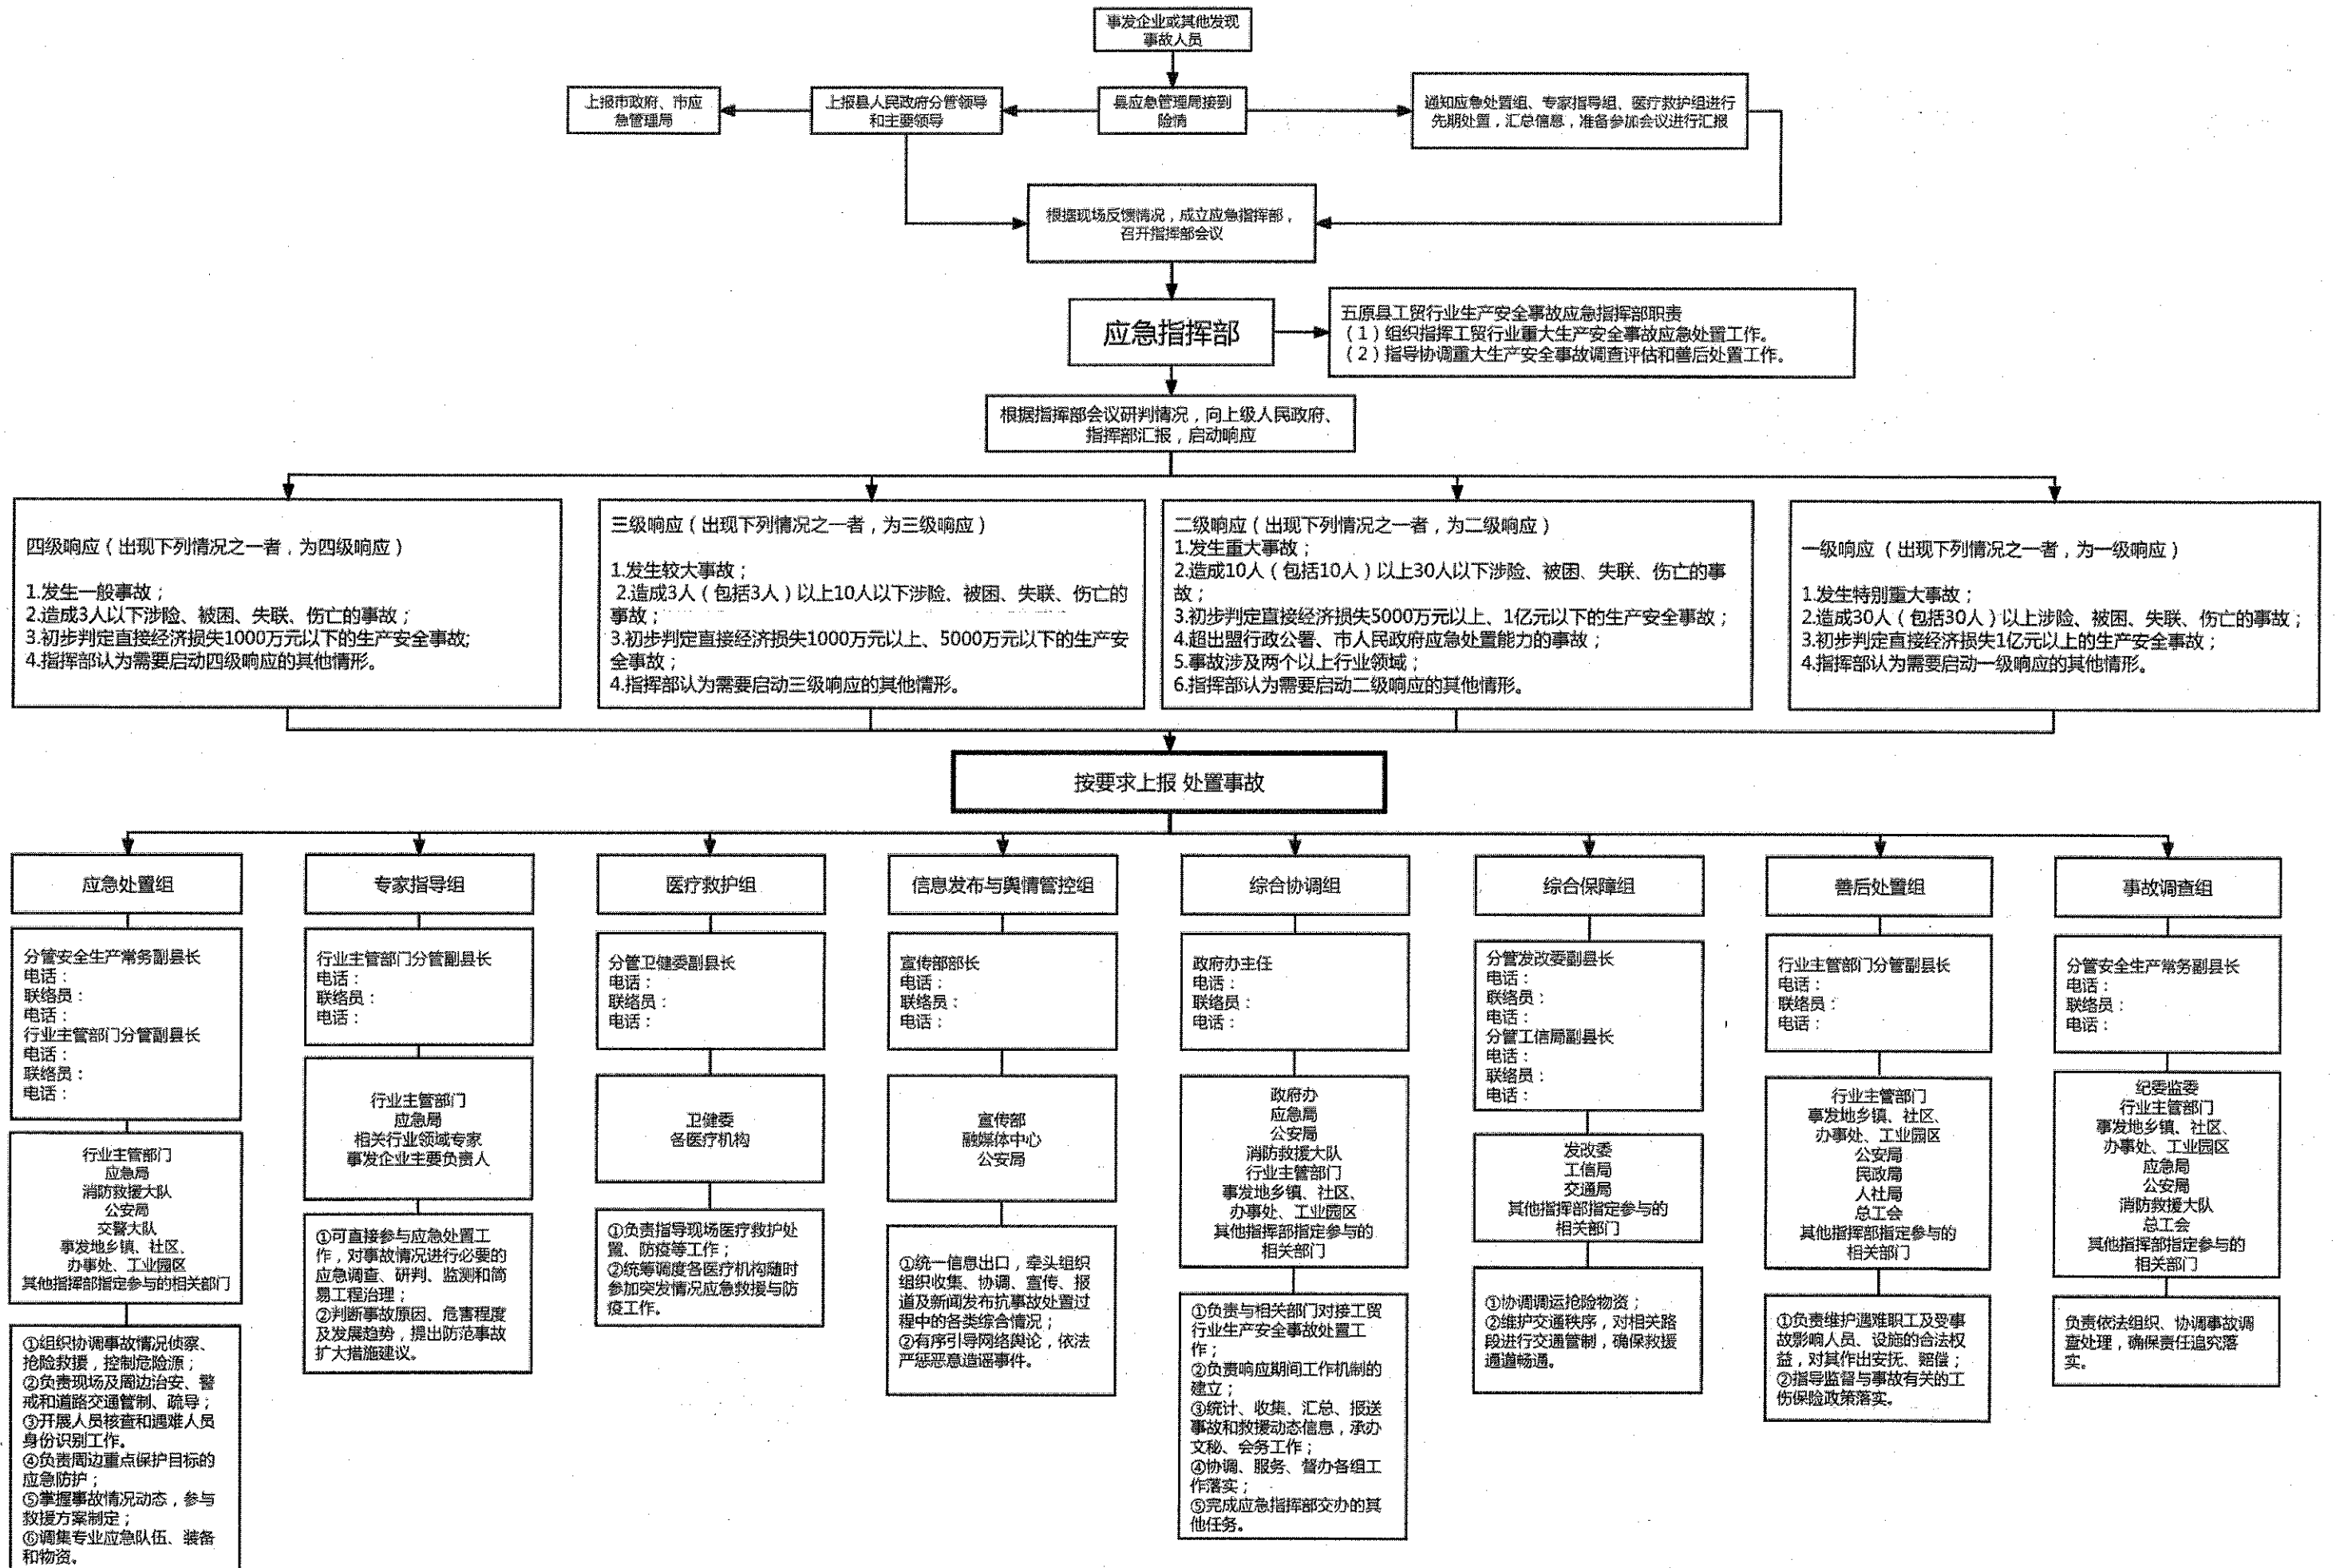 事发企业或其他发现
事故人员
上报市政府、市应
急管理局
上报县人民政府分管领导
和主要领导
县应急管理局接到
险情
通知应急处置组、专家指导组、医疗救护组进行
先期处置，汇总信息，准备参加会议进行汇报
根据现场反馈情况，成立应急指挥部，
召开指挥部会议
应急指挥部
五原县工贸行业生产安全事故应急指挥部职责
（1）组织指挥工贸行业重大生产安全事故应急处置工作。
（2）指导协调重大生产安全事故调查评估和善后处置工作。
根据指挥部会议研判情况，向上级人民政府、
指挥部汇报，启动响应
四级响应（出现下列情况之一者，为四级响应）
1.发生一般事故；
2.造成3人以下涉险、被困、失联、伤亡的事故；
3.初步判定直接经济损失1000万元以下的生产安全事故;
4.指挥部认为需要启动四级响应的其他情形。
三级响应（出现下列情况之一者，为三级响应）
1.发生较大事故；
2.造成3人（包括3人）以上10人以下涉险、被困、失联、伤亡的
事故；
3.初步判定直接经济损失1000万元以上、5000万元以下的生产安
全事故；
4.指挥部认为需要启动三级响应的其他情形。
二级响应（出现下列情况之一者，为二级响应）
1.发生重大事故；
2.造成10人（包括10人）以上30人以下涉险、被困、失联、伤亡的事
故；
3.初步判定直接经济损失5000万元以上、1亿元以下的生产安全事故；
4.超出盟行政公署、市人民政府应急处置能力的事故；
5.事故涉及两个以上行业领域；
6.指挥部认为需要启动二级响应的其他情形。
一级响应 （出现下列情况之一者，为一级响应）
1.发生特别重大事故；
2.造成30人（包括30人）以上涉险、被困、失联、伤亡的事故；
3.初步判定直接经济损失1亿元以上的生产安全事故；
4.指挥部认为需要启动一级响应的其他情形。
按要求上报 处置事故
应急处置组
分管安全生产常务副县长
电话：
联络员：
电话：
行业主管部门分管副县长
电话：
联络员：
电话：
行业主管部门
应急局
消防救援大队
公安局
交警大队
事发地乡镇、社区、
办事处、工业园区
其他指挥部指定参与的相关部门
①组织协调事故情况侦察、
抢险救援，控制危险源；
②负责现场及周边治安、警
戒和道路交通管制、疏导；
③开展人员核查和遇难人员
身份识别工作。
④负责周边重点保护目标的
应急防护；
⑤掌握事故情况动态，参与
救援方案制定；
⑥调集专业应急队伍、装备
和物资。
专家指导组
行业主管部门分管副县长
电话：
联络员：
电话：
行业主管部门
应急局
相关行业领域专家
事发企业主要负责人
①可直接参与应急处置工
作，对事故情况进行必要的
应急调查、研判、监测和简
易工程治理；
②判断事故原因、危害程度
及发展趋势，提出防范事故
扩大措施建议。
医疗救护组
分管卫健委副县长
电话：
联络员：
电话：
卫健委
各医疗机构
①负责指导现场医疗救护处
置、防疫等工作；
②统筹调度各医疗机构随时
参加突发情况应急救援与防
疫工作。
信息发布与舆情管控组
宣传部部长
电话：
联络员：
电话：
宣传部
融媒体中心
公安局
①统一信息出口，牵头组织
组织收集、协调、宣传、报
道及新闻发布抗事故处置过
程中的各类综合情况；
②有序引导网络舆论，依法
严惩恶意造谣事件。
综合协调组
政府办主任
电话：
联络员：
电话：
政府办
应急局
公安局
消防救援大队
行业主管部门
事发地乡镇、社区、
办事处、工业园区
其他指挥部指定参与的
相关部门
①负责与相关部门对接工贸
行业生产安全事故处置工
作；
②负责响应期间工作机制的
建立；
③统计、收集、汇总、报送
事故和救援动态信息，承办
文秘、会务工作；
④协调、服务、督办各组工
作落实；
⑤完成应急指挥部交办的其
他任务。
综合保障组
分管发改委副县长
电话：
联络员：
电话：
分管工信局副县长
电话：
联络员：
电话：
发改委
工信局
交通局
其他指挥部指定参与的
相关部门
①协调调运抢险物资；
②维护交通秩序，对相关路
段进行交通管制，确保救援
通道畅通。
善后处置组
行业主管部门分管副县长
电话：
联络员：
电话：
行业主管部门
事发地乡镇、社区、
办事处、工业园区
公安局
民政局
人社局
总工会
其他指挥部指定参与的
相关部门
①负责维护遇难职工及受事
故影响人员、设施的合法权
益，对其作出安抚、赔偿；
②指导监督与事故有关的工
伤保险政策落实。
事故调查组
分管安全生产常务副县长
电话：
联络员：
电话：
纪委监委
行业主管部门
事发地乡镇、社区、
办事处、工业园区
应急局
公安局
消防救援大队
总工会
其他指挥部指定参与的
相关部门
负责依法组织、协调事故调
查处理，确保责任追究落
实。